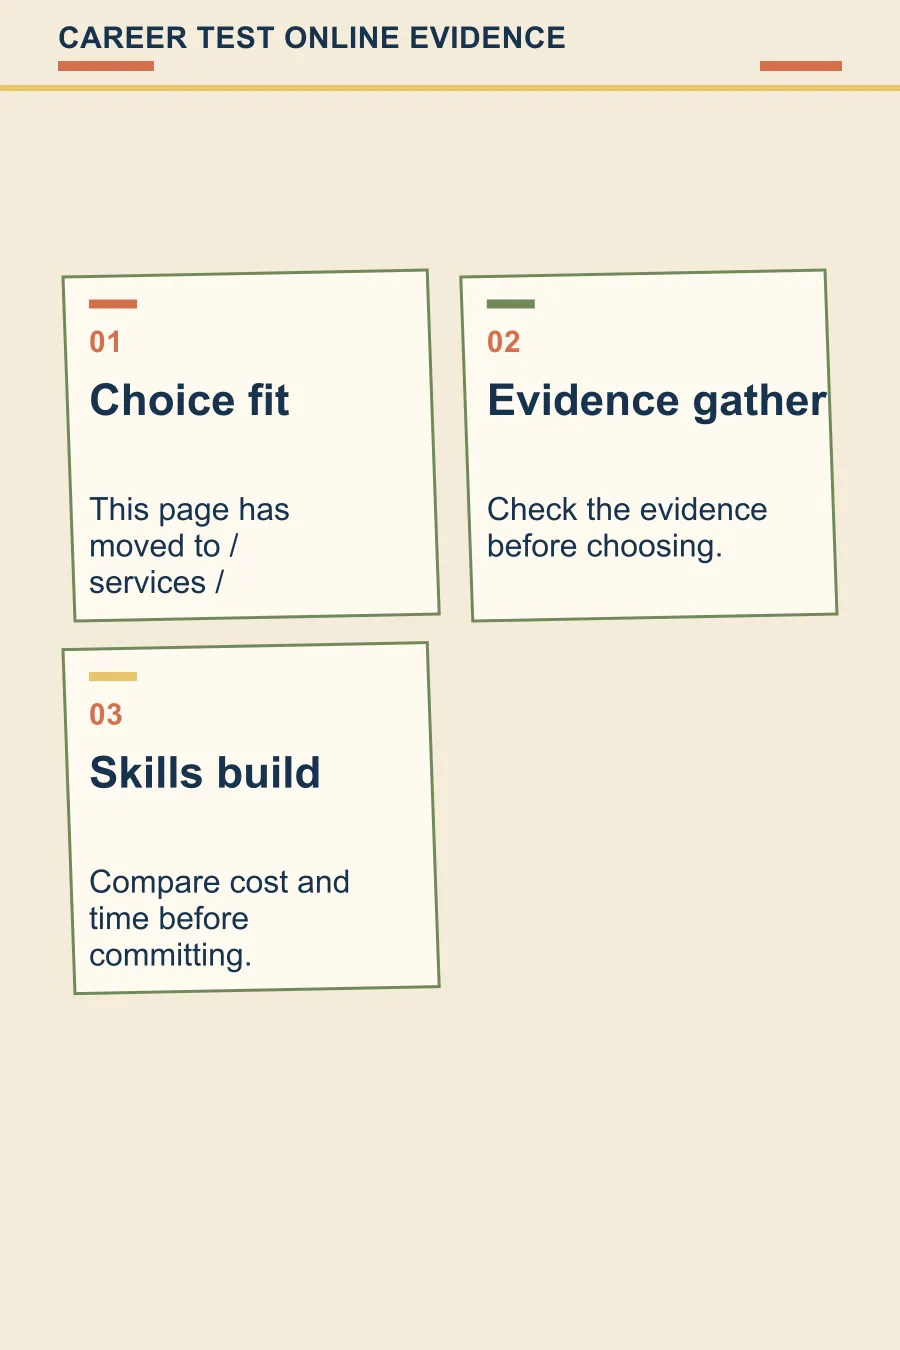 CAREER TEST ONLINE EVIDENCE
01
Choice fit
This page has
moved to /
services /
02
Evidence gather
Check the evidence
before choosing.
03
Skills build
Compare cost and
time before
committing.